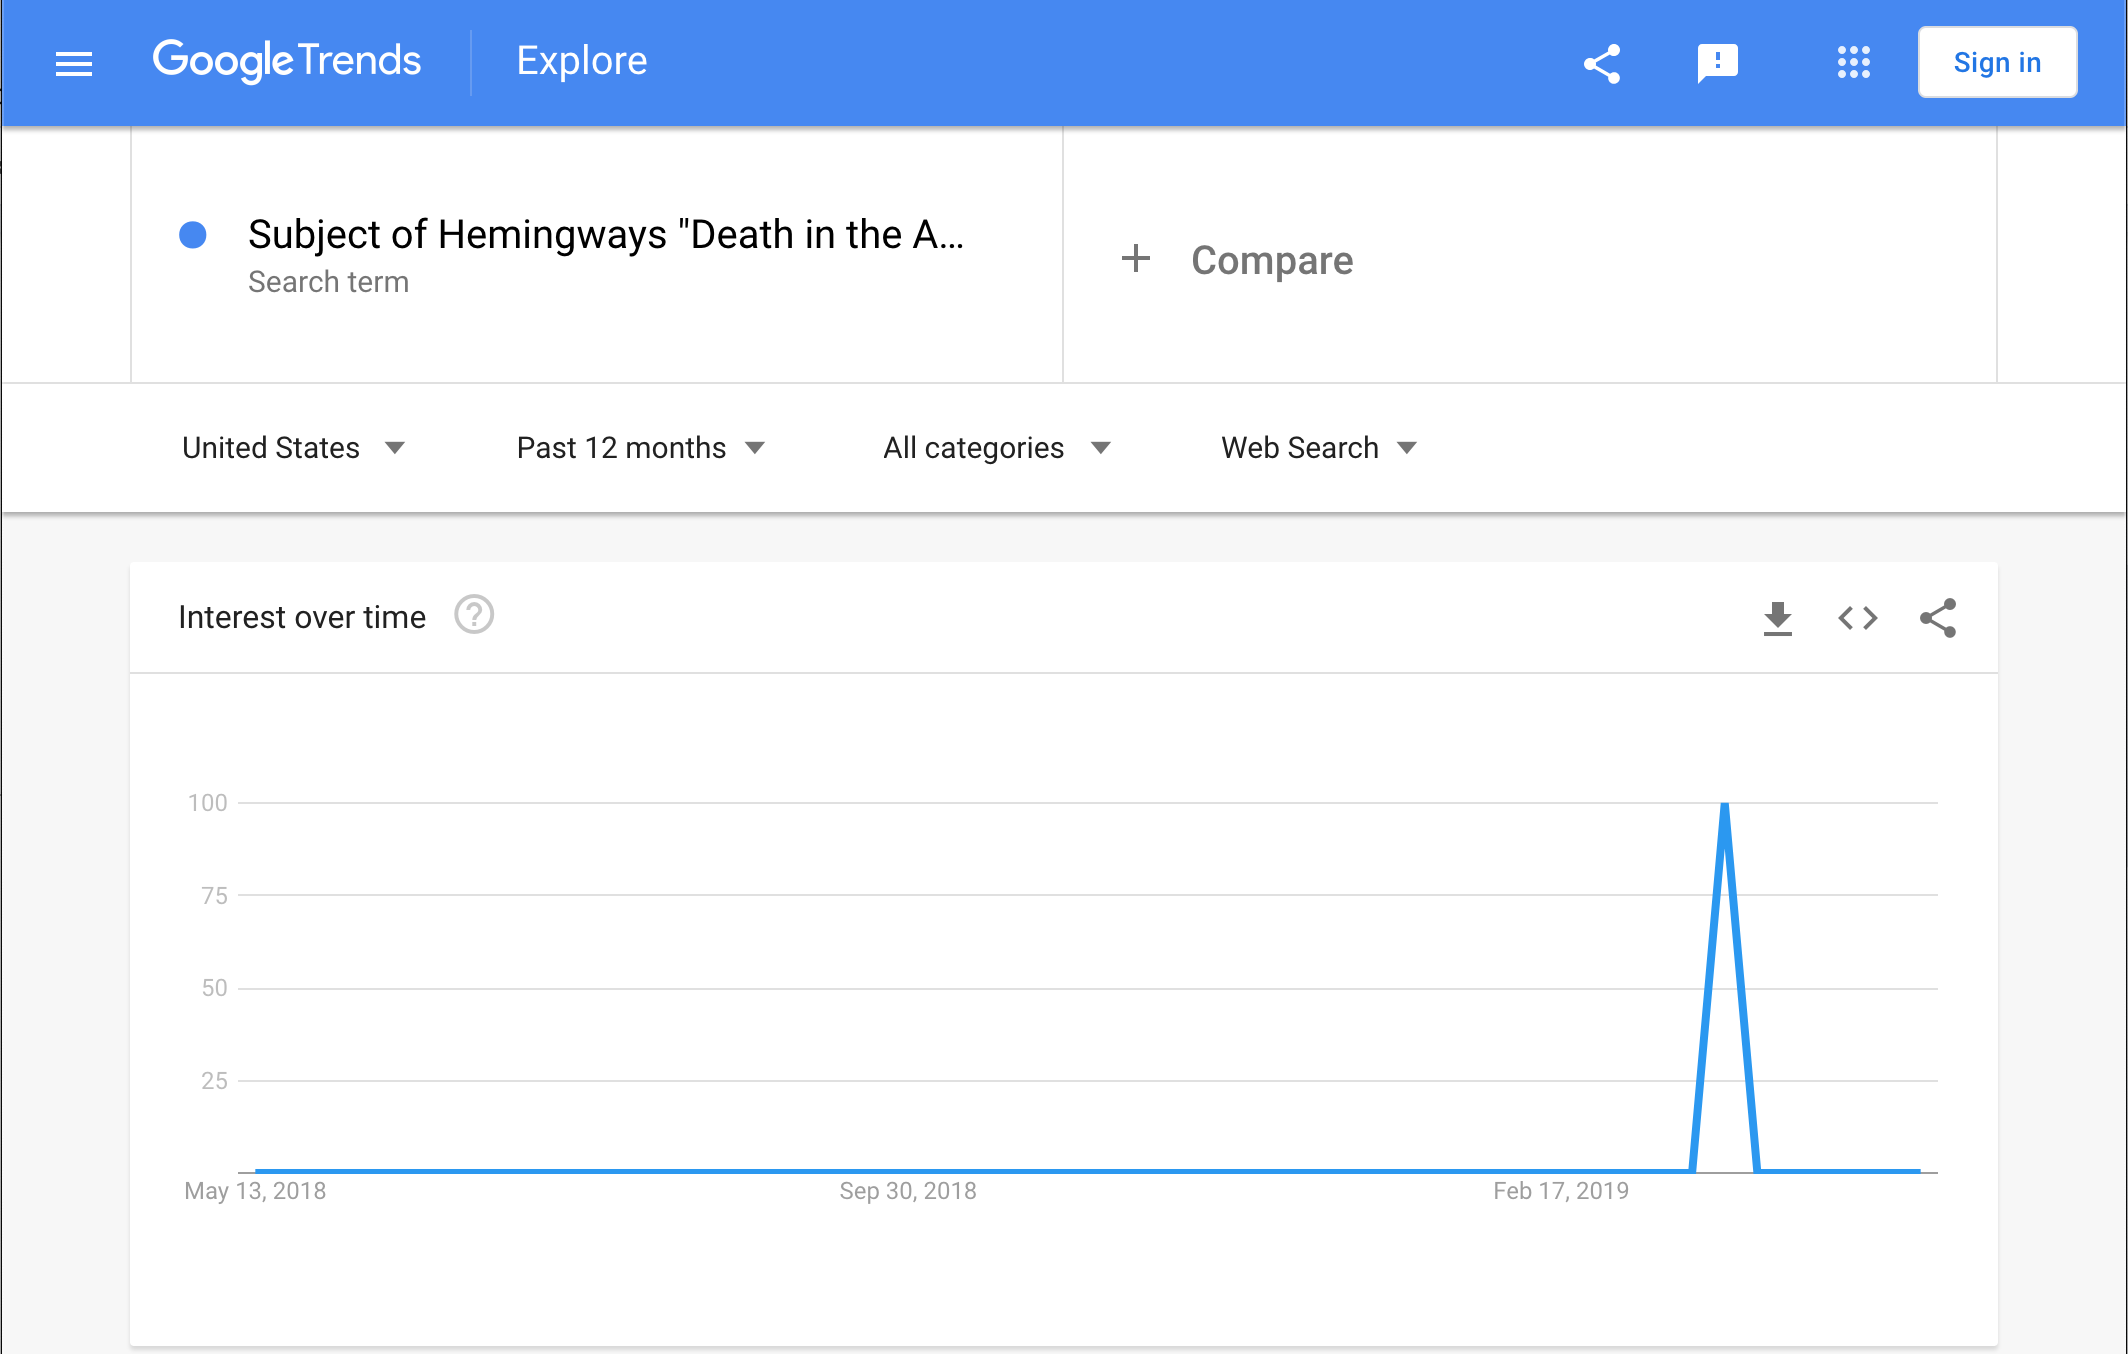 Google Trends
Explore
Sign in
Subject of Hemingways "Death in the A...
Search term
+ Compare
United States
Past 12 months
All categories
Web Search
Interest over time
100
75
50
25
May 13, 2018
Sep 30, 2018
Feb 17, 2019